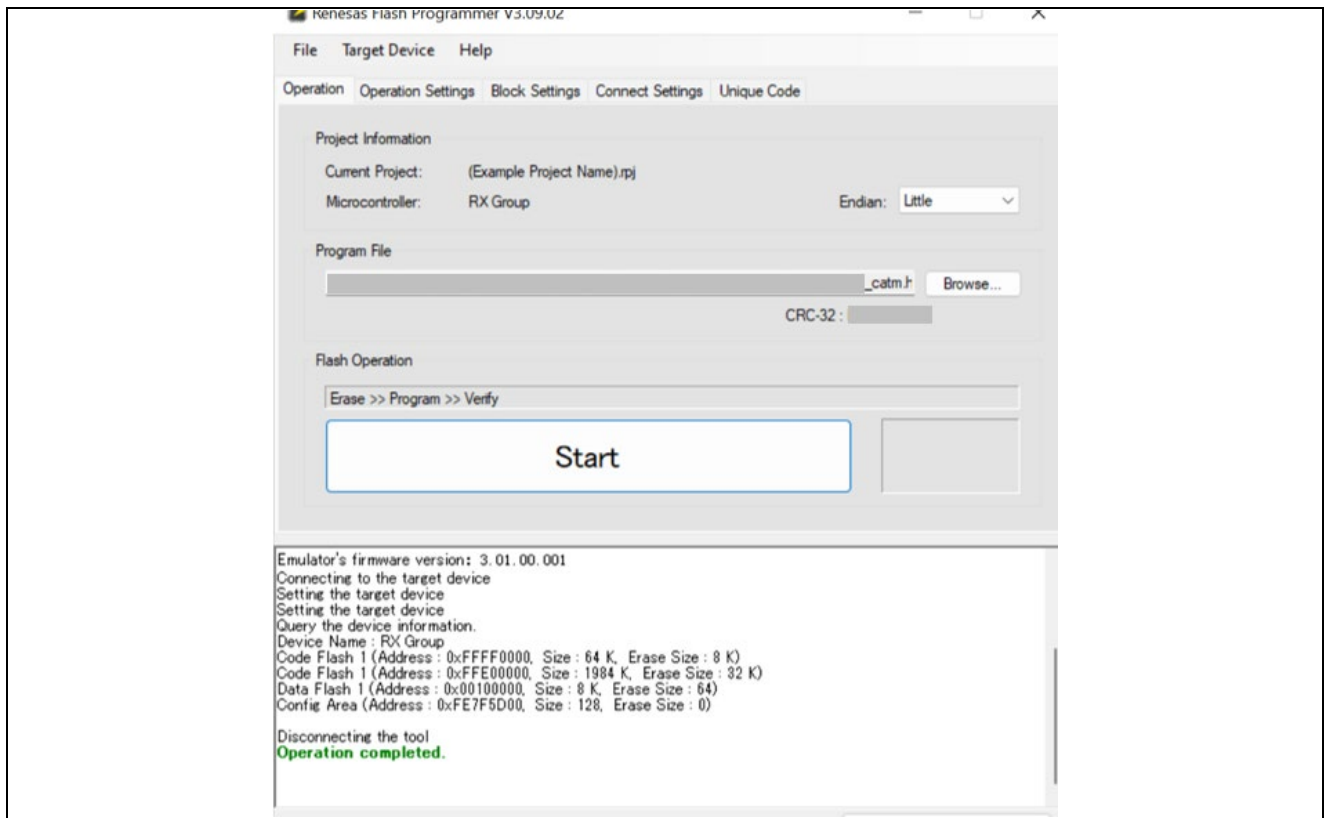 Renesas Flash Programmer V3.09.02
File Target Device Help
Operation Operation Settings Block Settings Connect Settings Unique Code
Project Information
Current Project: (Example Project Name).rpj
Microcontroller: RX Group Endian: Little
Program File
_catm.h Browse...
CRC-32 :
Flash Operation
Erase >> Program >> Verify
Start
Emulator's firmware version: 3.01.00.001
Connecting to the target device
Setting the target device
Setting the target device
Query the device information.
Device Name : RX Group
Code Flash 1 (Address : 0xFFFF0000, Size : 64 K, Erase Size : 8 K)
Code Flash 1 (Address : 0xFFE00000, Size : 1984 K, Erase Size : 32 K)
Data Flash 1 (Address : 0x00100000, Size : 8 K, Erase Size : 64)
Config Area (Address : 0xFE7F5D00, Size : 128, Erase Size : 0)
Disconnecting the tool
Operation completed.